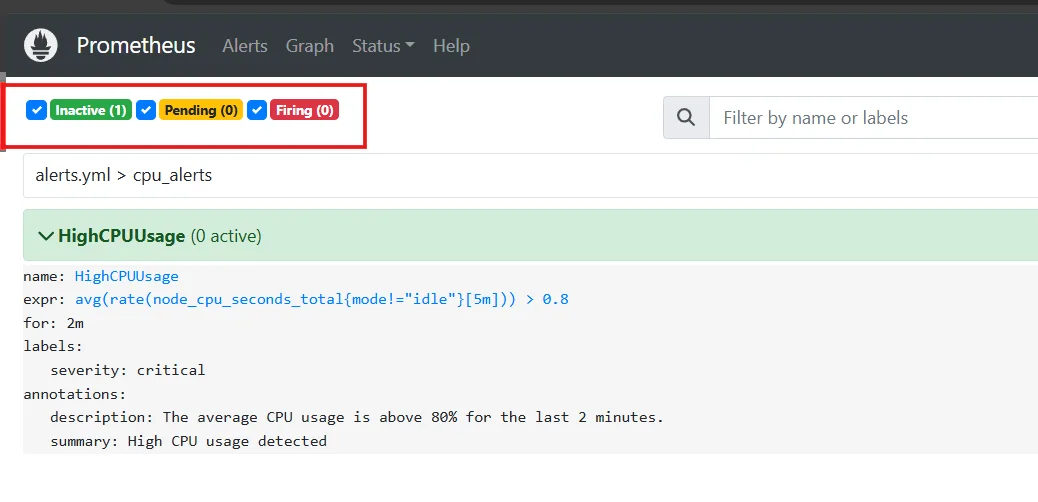 Prometheus Alerts Graph Status Help
Inactive (1) Pending (0) Firing (0)
Filter by name or labels
alerts.yml > cpu_alerts
HighCPUUsage (0 active)
name: HighCPUUsage
expr: avg(rate(node_cpu_seconds_total{mode!="idle"}[5m])) > 0.8
for: 2m
labels:
severity: critical
annotations:
description: The average CPU usage is above 80% for the last 2 minutes.
summary: High CPU usage detected